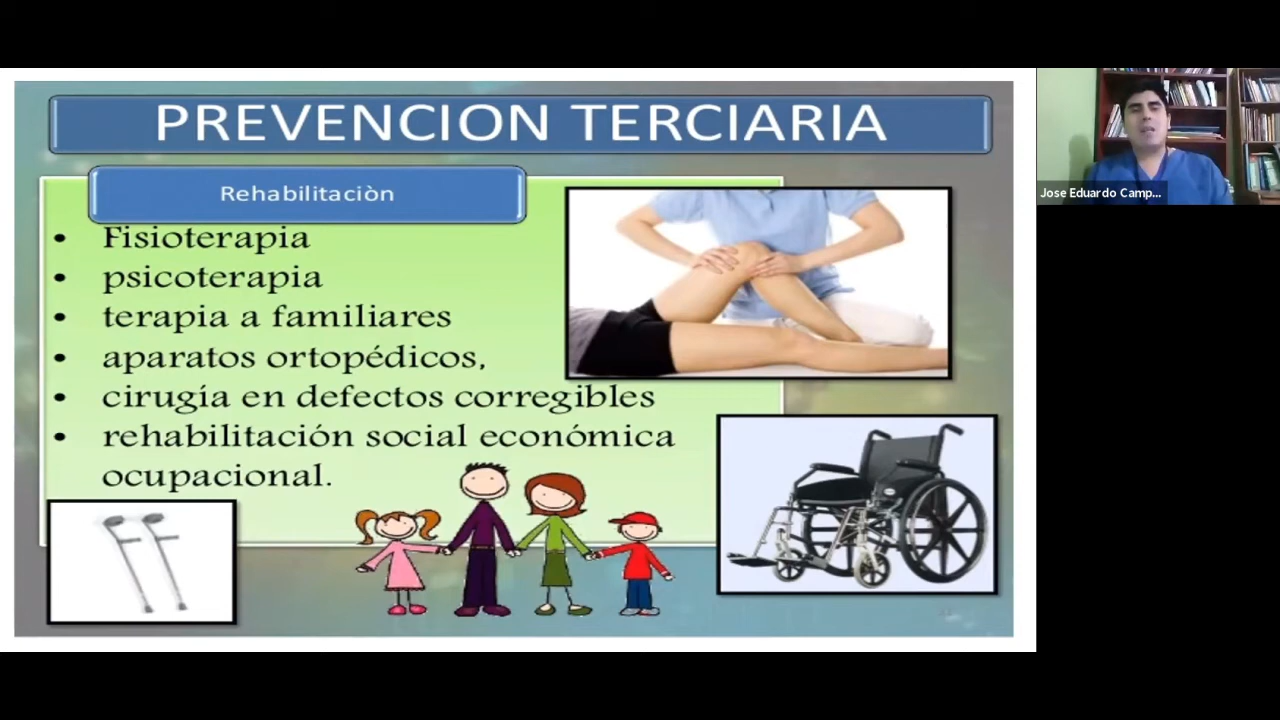 PREVENCION TERCIARIA
Rehabilitaciòn
• Fisioterapia
• psicoterapia
• terapia a familiares
• aparatos ortopédicos,
• cirugía en defectos corregibles
• rehabilitación social económica
ocupacional.
Jose Eduardo Camp...